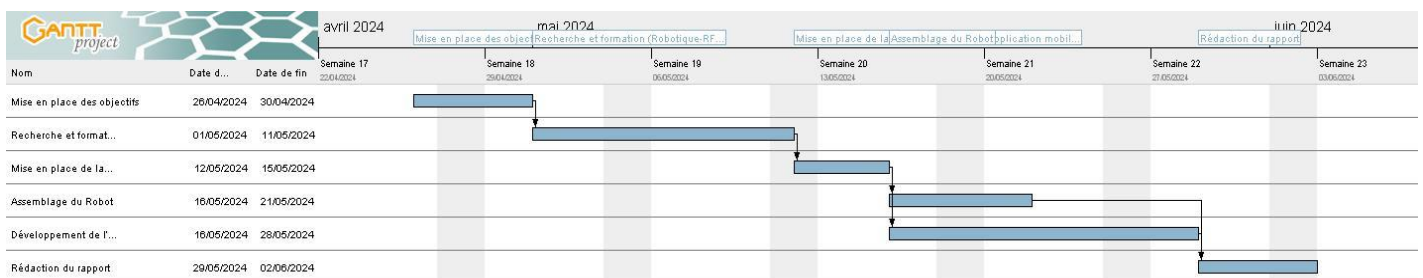 GANTT project
avril 2024 mai 2024 juin 2024
Mise en place des object Recherche et formation (Robotique-RF... Mise en place de la Assemblage du Robot pplication mobil... Rédaction du rapport
Semaine 17 Semaine 18 Semaine 19 Semaine 20 Semaine 21 Semaine 22 Semaine 23
Nom Date d... Date de fin 22/04/2024 29/04/2024 06/05/2024 13/05/2024 20/05/2024 27/05/2024 03/06/2024
Mise en place des objectifs 26/04/2024 30/04/2024
Recherche et format... 01/05/2024 11/05/2024
Mise en place de la... 12/05/2024 15/05/2024
Assemblage du Robot 16/05/2024 21/05/2024
Développement de l'... 16/05/2024 28/05/2024
Rédaction du rapport 29/05/2024 02/06/2024